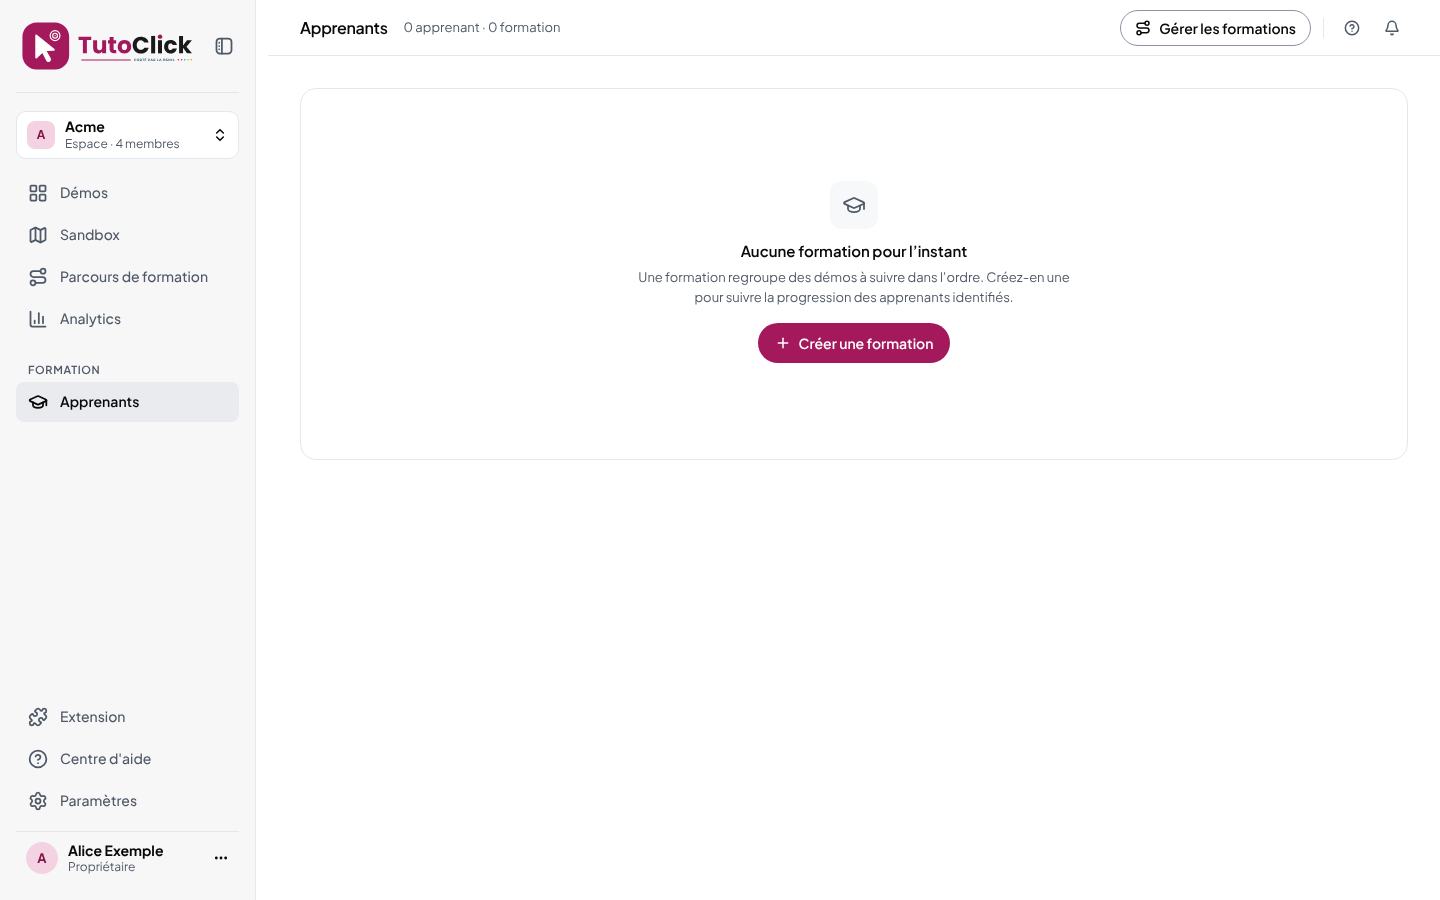 TutoClick
Acme
A
Espace · 4 membres
Démos
Sandbox
Parcours de formation
Analytics
FORMATION
Apprenants
Extension
Centre d'aide
Paramètres
A
Alice Exemple
Propriétaire
Apprenants
0 apprenant · 0 formation
Gérer les formations
Aucune formation pour l’instant
Une formation regroupe des démos à suivre dans l'ordre. Créez-en une
pour suivre la progression des apprenants identifiés.
Créer une formation